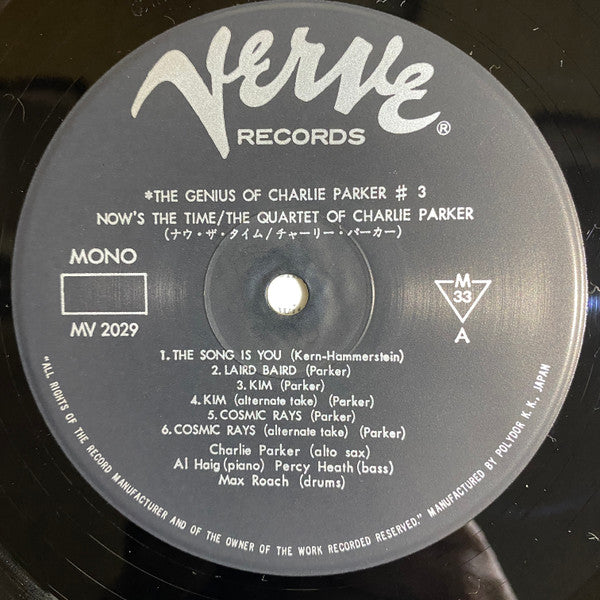 Verve®
RECORDS
*THE GENIUS OF CHARLIE PARKER # 3
NOW'S THE TIME/THE QUARTET OF CHARLIE PARKER
(ナウ・ザ・タイム/チャーリー・パーカー)
MONO
MV 2029
M
33
A
1. THE SONG IS YOU (Kern-Hammerstein)
2. LAIRD BAIRD (Parker)
3. KIM (Parker)
4. KIM (alternate take) (Parker)
5. COSMIC RAYS (Parker)
6. COSMIC RAYS (alternate take) (Parker)
Charlie Parker (alto sax)
Al Haig (piano) Percy Heath (bass)
Max Roach (drums)
"ALL RIGHTS OF THE RECORD MANUFACTURER AND OF THE OWNER OF THE WORK RECORDED RESERVED." MANUFACTURED BY POLYDOR K. K., JAPAN